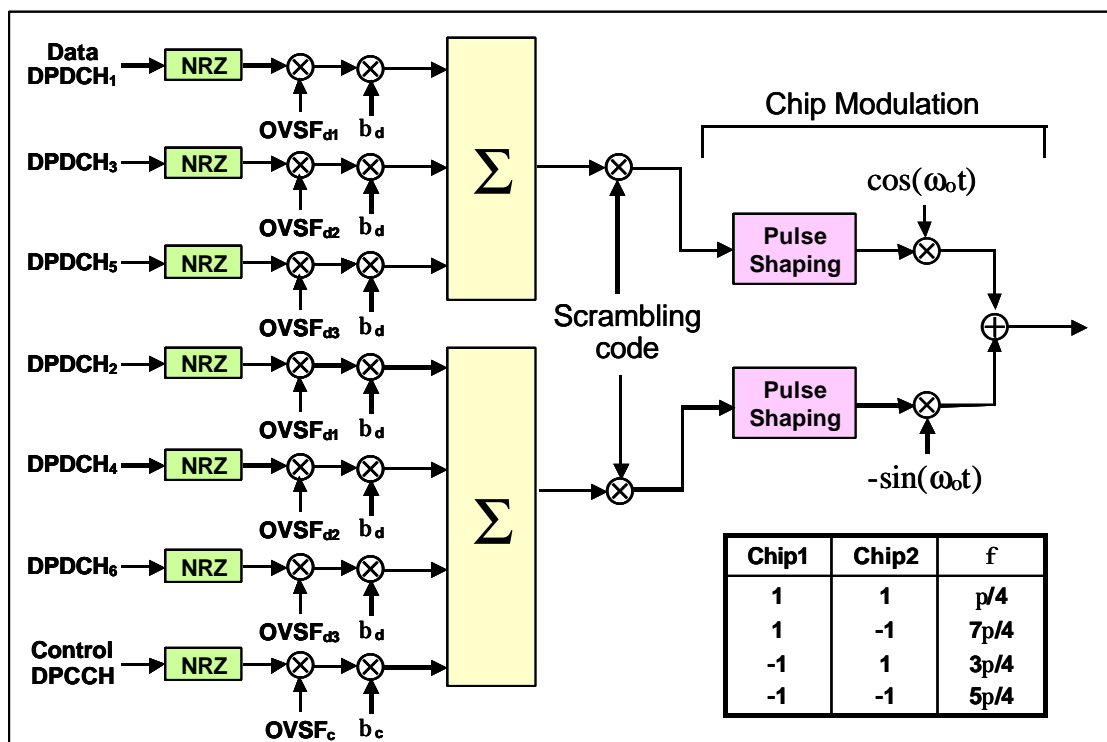 Data
DPDCH₁
NRZ
OVSFd1
bd
DPDCH₃
NRZ
OVSFd2
bd
DPDCH₅
NRZ
OVSFd3
bd
DPDCH₂
NRZ
OVSFd1
bd
DPDCH₄
NRZ
OVSFd2
bd
DPDCH₆
NRZ
OVSFd3
bd
Control
DPCCH
NRZ
OVSFc
bc
Σ
Σ
Scrambling
code
Chip Modulation
cos(ω₀t)
Pulse
Shaping
Pulse
Shaping
-sin(ω₀t)
Chip1 Chip2 f
1 1 p/4
1 -1 7p/4
-1 1 3p/4
-1 -1 5p/4